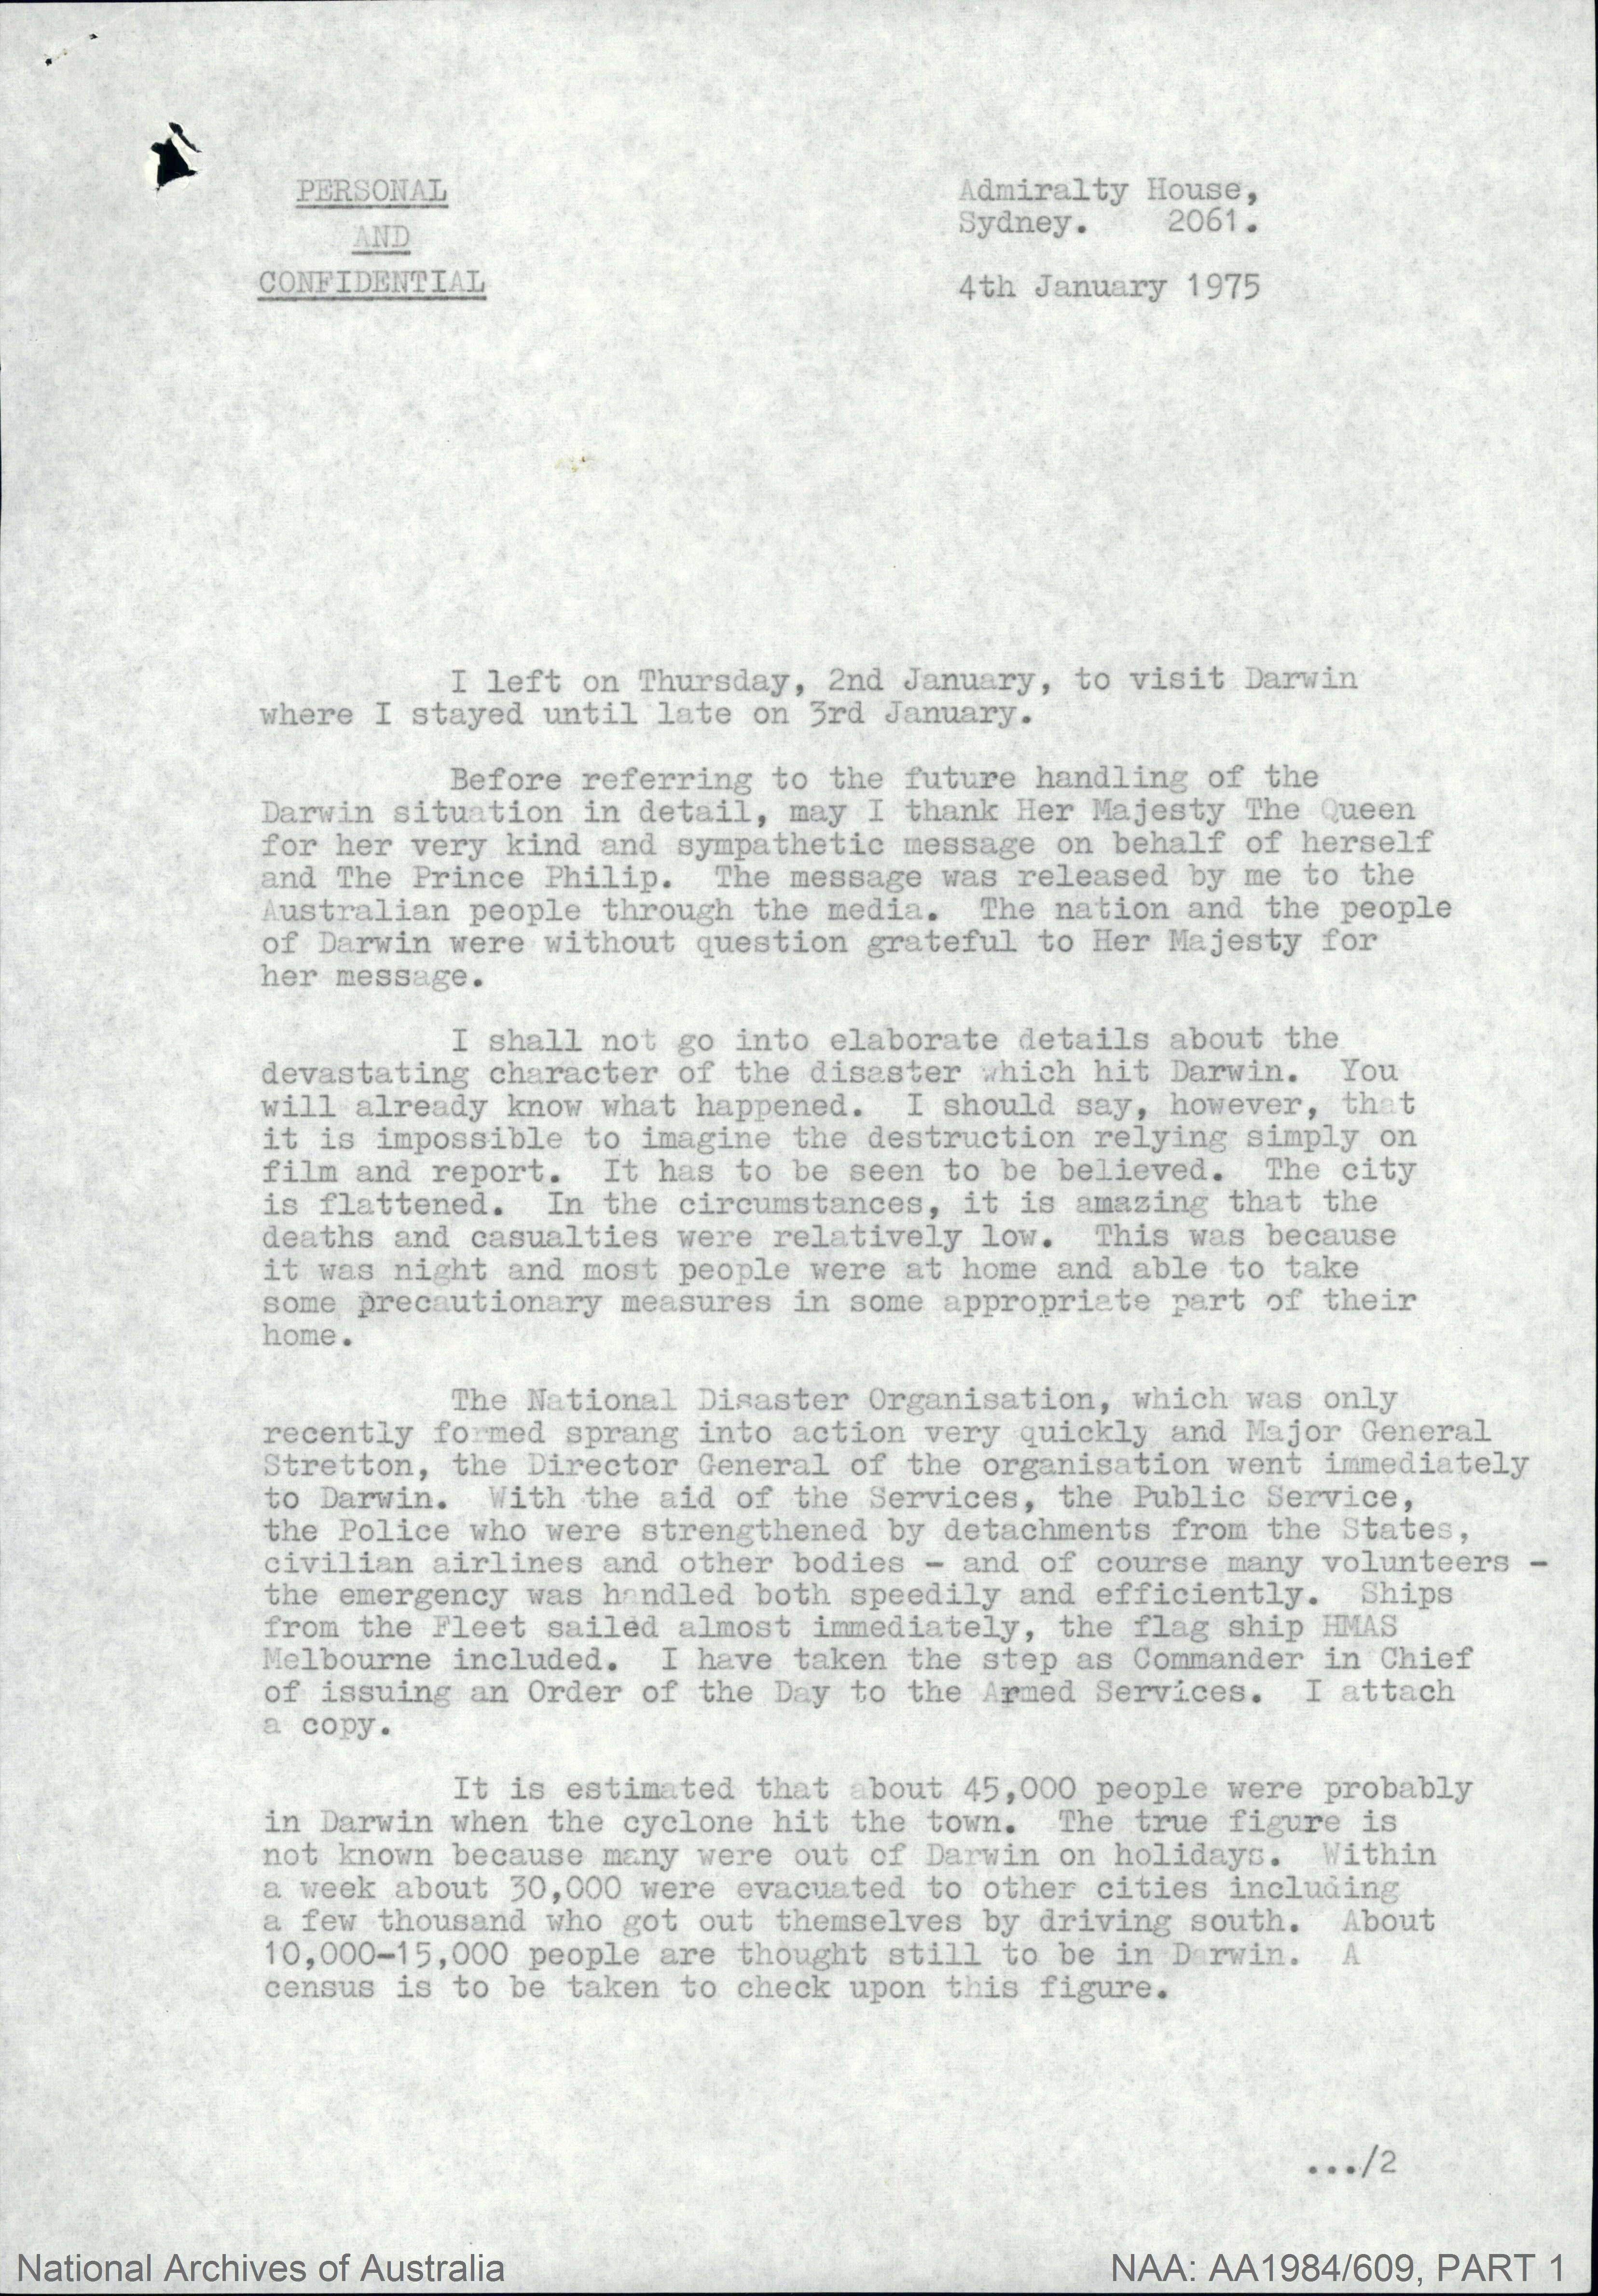 PERSONAL
AND
CONFIDENTIAL
Admiralty House,
Sydney. 2061.
4th January 1975
I left on Thursday, 2nd January, to visit Darwin
where I stayed until late on 3rd January.
Before referring to the future handling of the
Darwin situation in detail, may I thank Her Majesty The Queen
for her very kind and sympathetic message on behalf of herself
and The Prince Philip. The message was released by me to the
Australian people through the media. The nation and the people
of Darwin were without question grateful to Her Majesty for
her message.
I shall not go into elaborate details about the
devastating character of the disaster which hit Darwin. You
will already know what happened. I should say, however, that
it is impossible to imagine the destruction relying simply on
film and report. It has to be seen to be believed. The city
is flattened. In the circumstances, it is amazing that the
deaths and casualties were relatively low. This was because
it was night and most people were at home and able to take
some precautionary measures in some appropriate part of their
home.
The National Disaster Organisation, which was only
recently formed sprang into action very quickly and Major General
Stretton, the Director General of the organisation went immediately
to Darwin. With the aid of the Services, the Public Service,
the Police who were strengthened by detachments from the States,
civilian airlines and other bodies - and of course many volunteers -
the emergency was handled both speedily and efficiently. Ships
from the Fleet sailed almost immediately, the flag ship HMAS
Melbourne included. I have taken the step as Commander in Chief
of issuing an Order of the Day to the Armed Services. I attach
a copy.
It is estimated that about 45,000 people were probably
in Darwin when the cyclone hit the town. The true figure is
not known because many were out of Darwin on holidays. Within
a week about 30,000 were evacuated to other cities including
a few thousand who got out themselves by driving south. About
10,000-15,000 people are thought still to be in Darwin. A
census is to be taken to check upon this figure.
.../2
National Archives of Australia
NAA: AA1984/609, PART 1